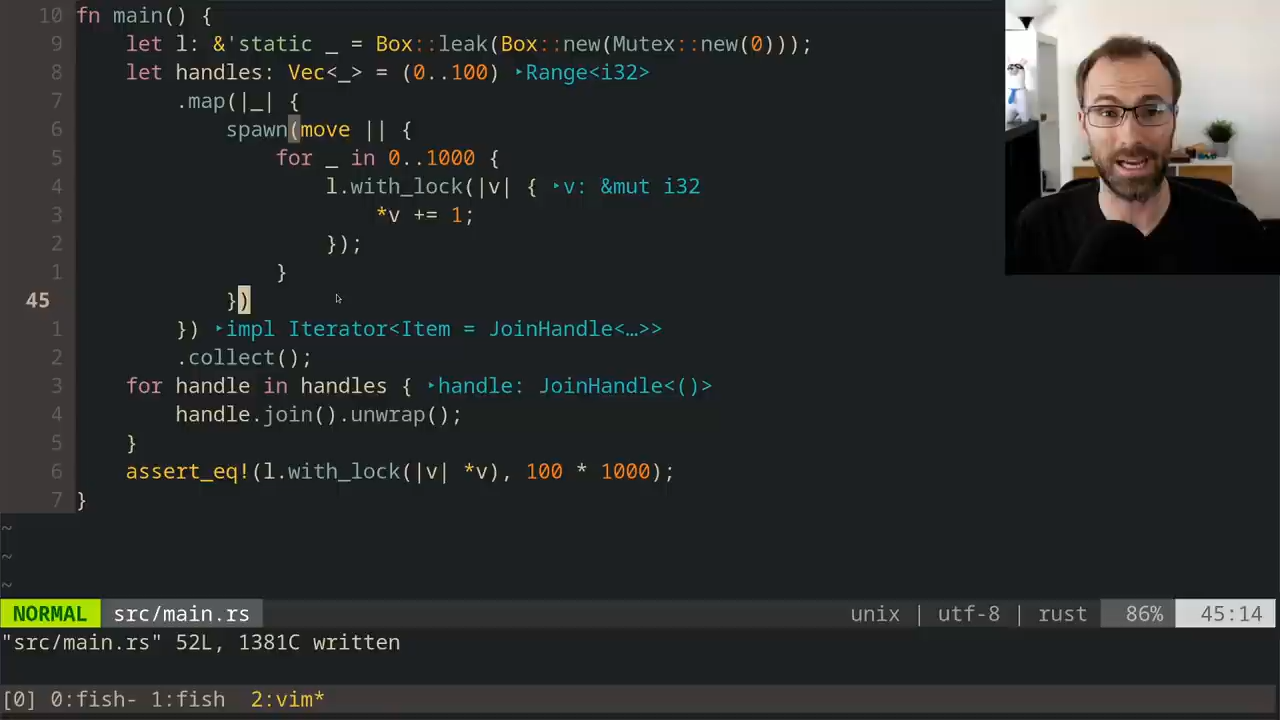 10 fn main() {
9 let l: &'static _ = Box::leak(Box::new(Mutex::new(0)));
8 let handles: Vec<_> = (0..100) ‣Range<i32>
7 .map(|_| {
6 spawn(move || {
5 for _ in 0..1000 {
4 l.with_lock(|v| { ‣v: &mut i32
3 *v += 1;
2 });
1 }
45 })
1 }) ‣impl Iterator<Item = JoinHandle<…>>
2 .collect();
3 for handle in handles { ‣handle: JoinHandle<()>
4 handle.join().unwrap();
5 }
6 assert_eq!(l.with_lock(|v| *v), 100 * 1000);
7 }
~
~
~
NORMAL src/main.rs unix | utf-8 | rust 86% 45:14
"src/main.rs" 52L, 1381C written
[0] 0:fish- 1:fish 2:vim*